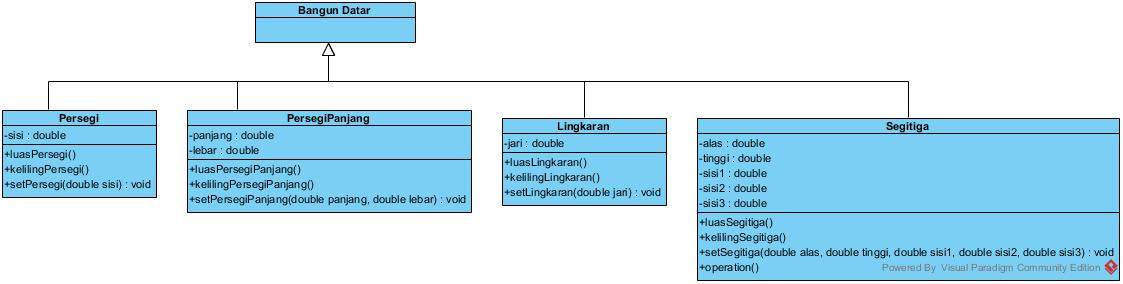 Bangun Datar
Persegi
-sisi : double
+luasPersegi()
+kelilingPersegi()
+setPersegi(double sisi) : void
PersegiPanjang
-panjang : double
-lebar : double
+luasPersegiPanjang()
+kelilingPersegiPanjang()
+setPersegiPanjang(double panjang, double lebar) : void
Lingkaran
-jari : double
+luasLingkaran()
+kelilingLingkaran()
+setLingkaran(double jari) : void
Segitiga
-alas : double
-tinggi : double
-sisi1 : double
-sisi2 : double
-sisi3 : double
+luasSegitiga()
+kelilingSegitiga()
+setSegitiga(double alas, double tinggi, double sisi1, double sisi2, double sisi3) : void
+operation()
Powered By Visual Paradigm Community Edition